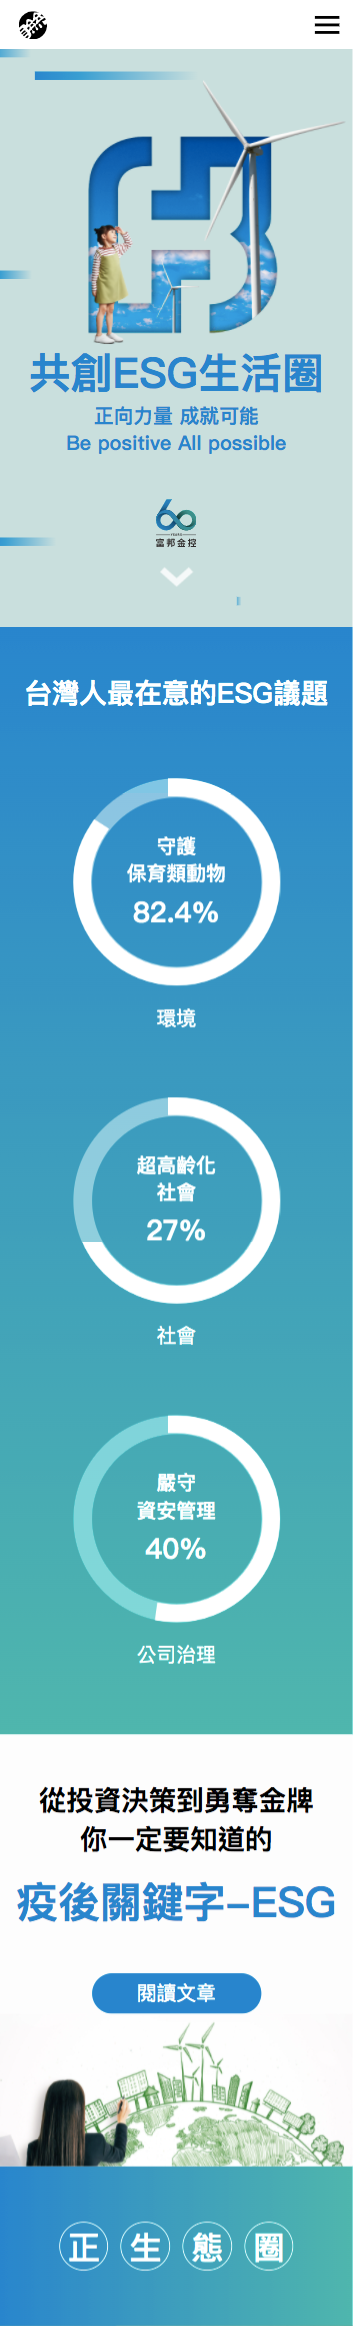 共創ESG生活圈
正向力量 成就可能
Be positive All possible
60
YEARS
富邦金控
台灣人最在意的ESG議題
守護
保育類動物
82.4%
環境
超高齡化
社會
27%
社會
嚴守
資安管理
40%
公司治理
從投資決策到勇奪金牌
你一定要知道的
疫後關鍵字-ESG
閱讀文章
正生態圈